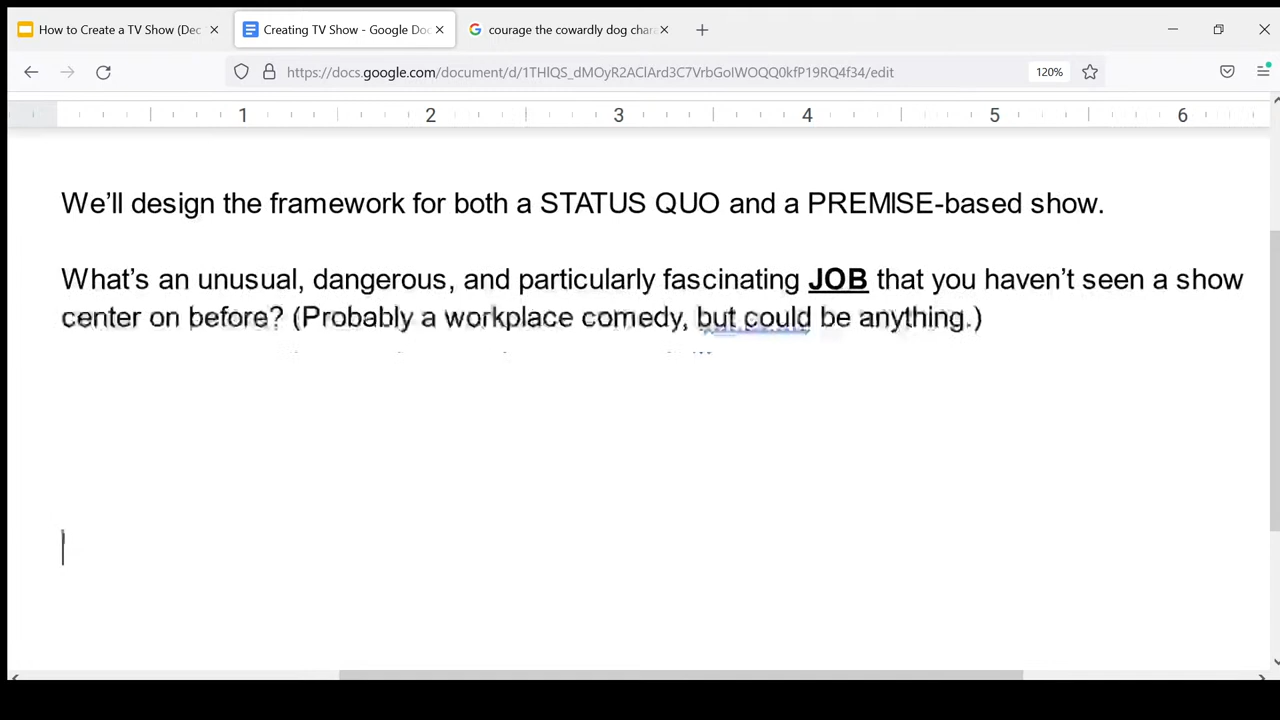 How to Create a TV Show (Dec
Creating TV Show - Google Doc
courage the cowardly dog char
https://docs.google.com/document/d/1THlQS_dMOyR2AClArd3C7VrbGoIWOQQ0kfP19RQ4f34/edit
120%
1 2 3 4 5 6
We'll design the framework for both a STATUS QUO and a PREMISE-based show.
What's an unusual, dangerous, and particularly fascinating JOB that you haven't seen a show
center on before? (Probably a workplace comedy, but could be anything.)